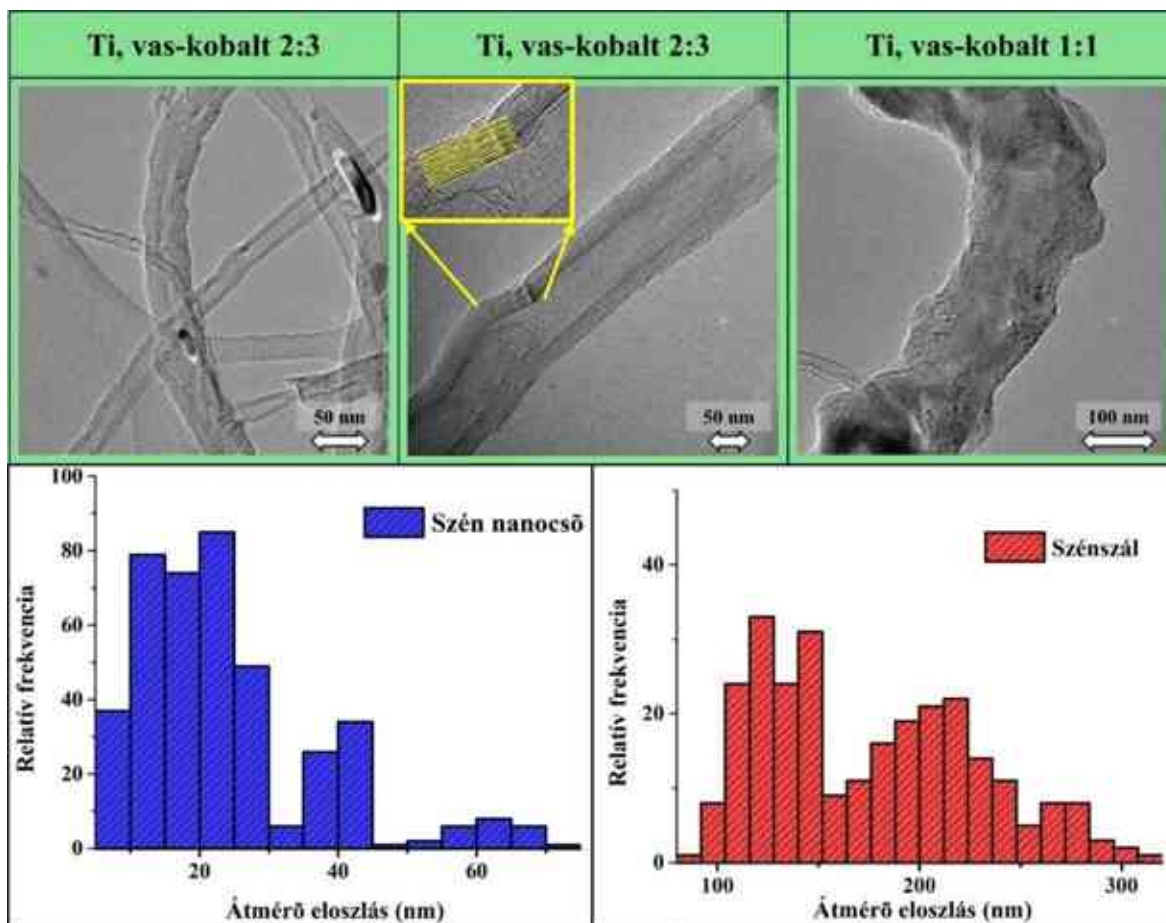 Ti, vas-kobalt 2:3
Ti, vas-kobalt 2:3
Ti, vas-kobalt 1:1
50 nm
50 nm
100 nm
100
80
60
40
20
0
Relatív frekvencia
Szén nanocsõ
20
40
60
Átmérõ eloszlás (nm)
40
20
0
Relatív frekvencia
Szénszál
100
200
300
Átmérõ eloszlás (nm)